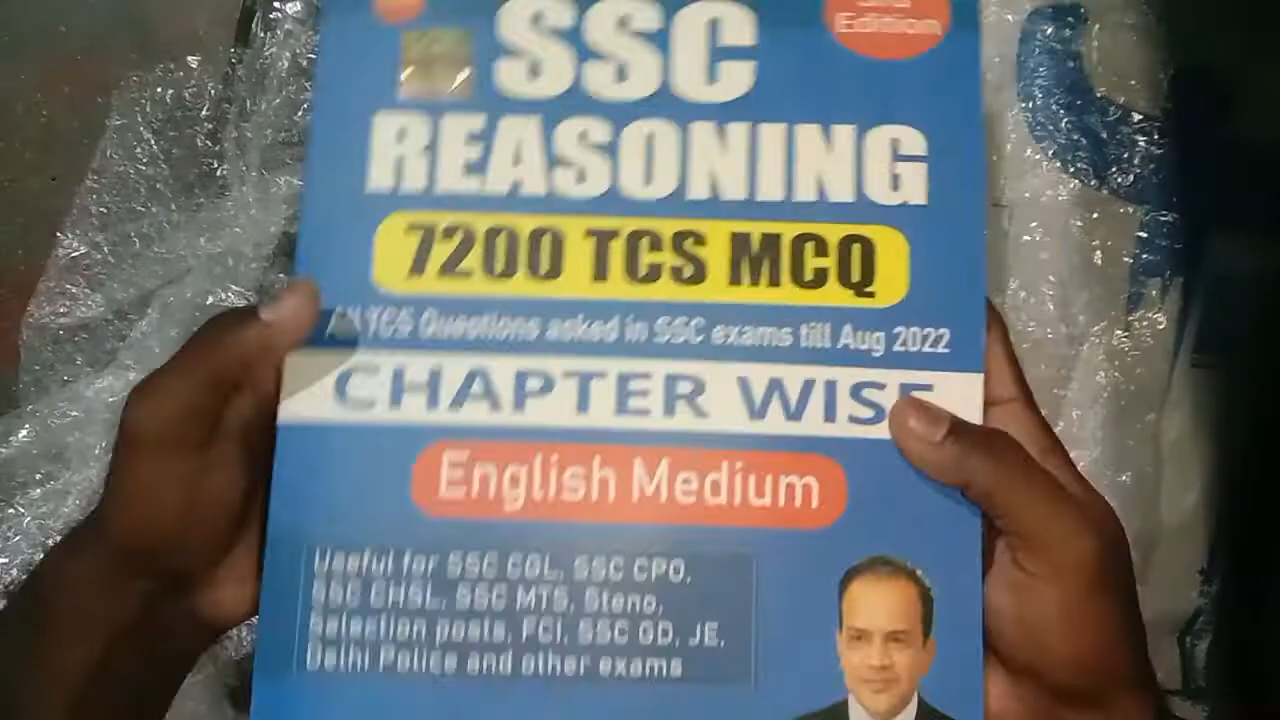 SSC
Edition
REASONING
7200 TCS MCQ
All TCS Questions asked in SSC exams till Aug 2022
CHAPTER WISE
English Medium
Useful for SSC CGL, SSC CPO,
SSC CHSL, SSC MTS, Steno,
Selection posts, FCI, SSC GD, JE,
Delhi Police and other exams